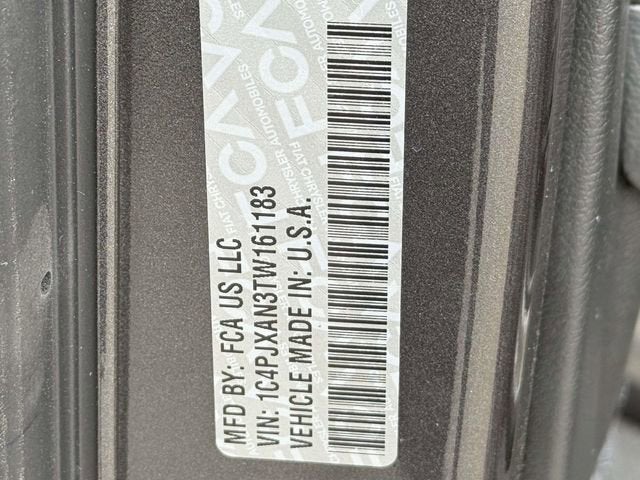 MFD BY: FCA US LLC
VIN: 1C4PJXAN3TW161183
VEHICLE MADE IN: U.S.A.